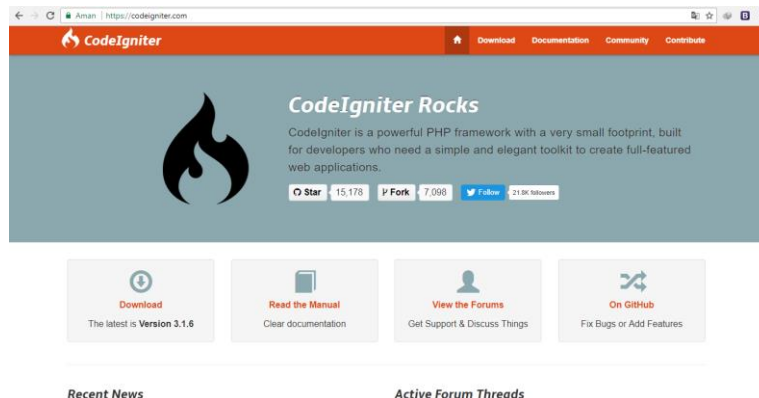 Aman | https://codeigniter.com
CodeIgniter
Download Documentation Community Contribute
CodeIgniter Rocks
CodeIgniter is a powerful PHP framework with a very small footprint, built
for developers who need a simple and elegant toolkit to create full-featured
web applications.
Star 15,178 Fork 7,098 Follow 21.8K followers
Download
The latest is Version 3.1.6
Read the Manual
Clear documentation
View the Forums
Get Support & Discuss Things
On GitHub
Fix Bugs or Add Features
Recent News
Active Forum Threads